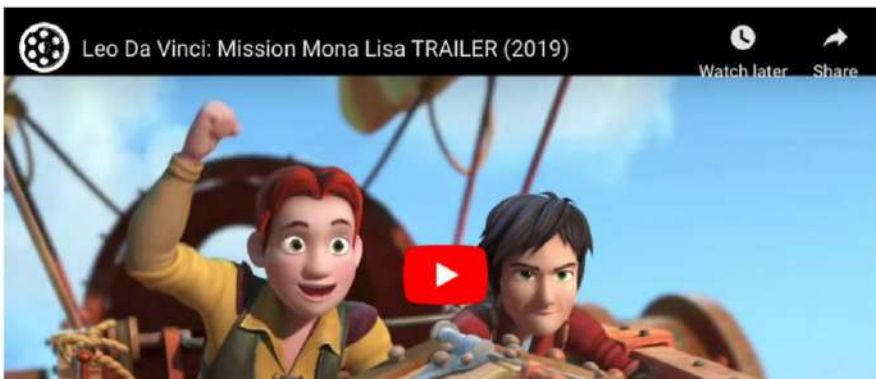 Leo Da Vinci: Mission Mona Lisa TRAILER (2019)
Watch later
Share